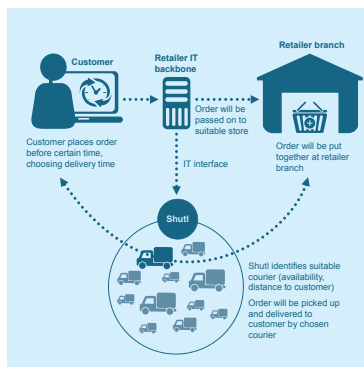 Customer
Retailer IT
backbone
Retailer branch
Order will be
passed on to
suitable store
Customer places order
before certain time,
choosing delivery time
Order will be put
together at retailer
branch
IT interface
Shutl
Shutl identifies suitable
courier (availability,
distance to customer)
Order will be picked up
and delivered to
customer by chosen
courier